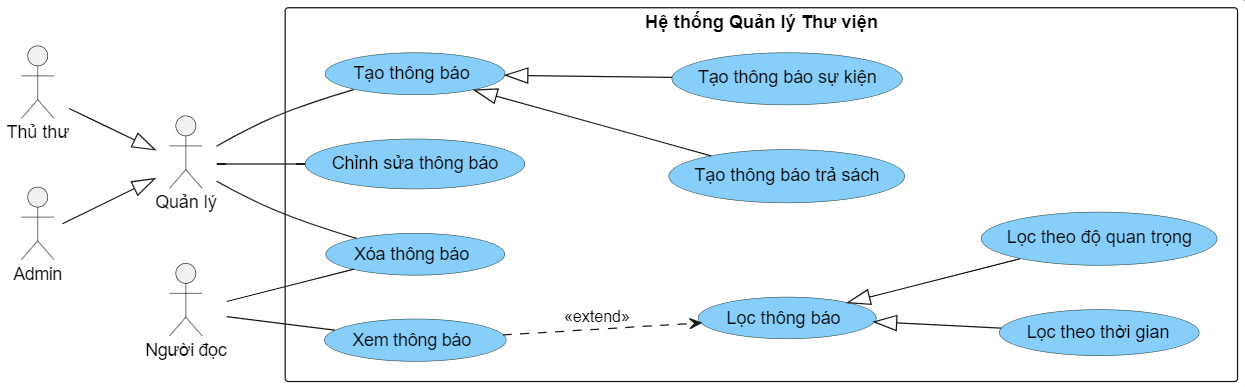 Hệ thống Quản lý Thư viện
Thủ thư
Admin
Quản lý
Người đọc
Tạo thông báo
Tạo thông báo sự kiện
Chỉnh sửa thông báo
Tạo thông báo trả sách
Xóa thông báo
Lọc theo độ quan trọng
Xem thông báo
«extend»
Lọc thông báo
Lọc theo thời gian